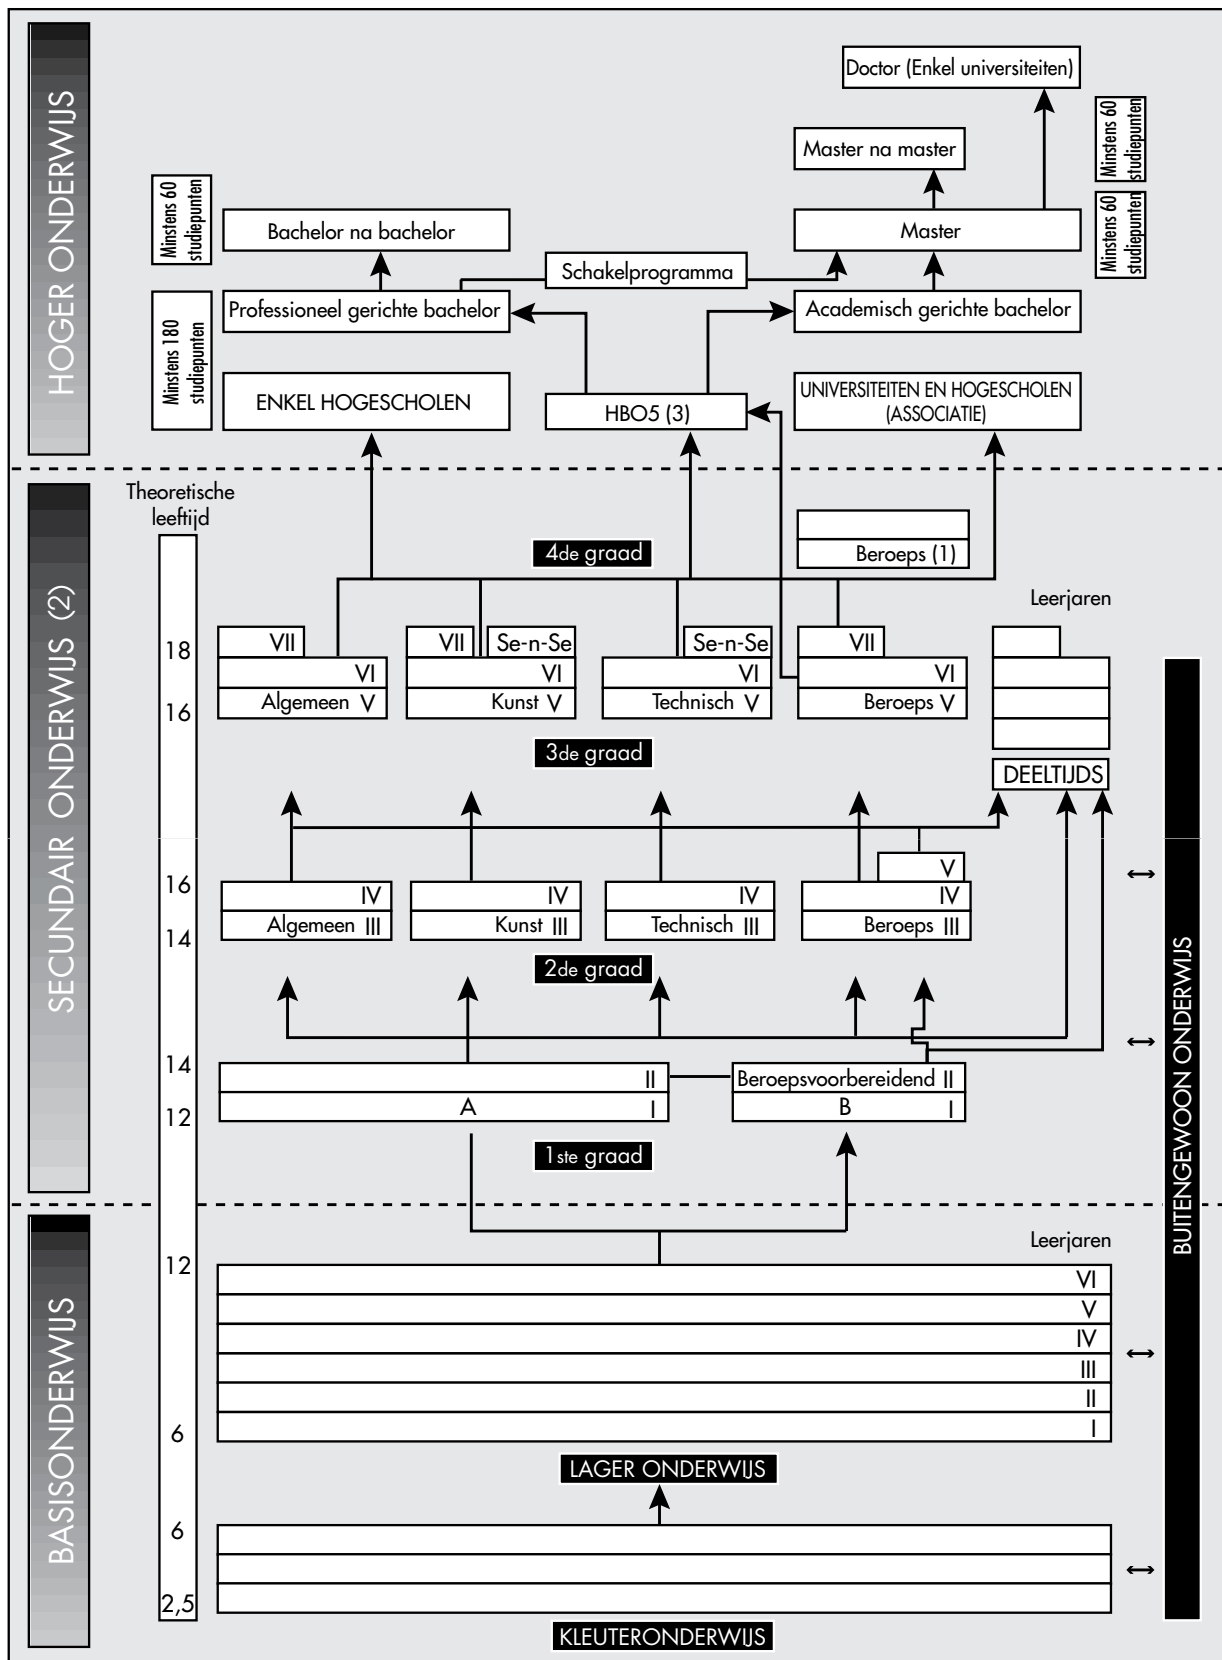 HOGER ONDERWIJS
Doctor (Enkel universiteiten)
Minstens 60
studiepunten
Master na master
Minstens 60
studiepunten
Bachelor na bachelor
Master
Minstens 60
studiepunten
Schakelprogramma
Minstens 180
studiepunten
Professioneel gerichte bachelor
Academisch gerichte bachelor
ENKEL HOGESCHOLEN
HBO5 (3)
UNIVERSITEITEN EN HOGESCHOLEN
(ASSOCIATIE)
SECUNDAIR ONDERWIJS (2)
Theoretische
leeftijd
4de graad
Beroeps (1)
Leerjaren
18
VII
VII
Se-n-Se
Se-n-Se
VII
VI
VI
VI
VI
16
Algemeen V
Kunst V
Technisch V
Beroeps V
3de graad
DEELTIJDS
V
16
IV
IV
IV
IV
↔
14
Algemeen III
Kunst III
Technisch III
Beroeps III
2de graad
↔
14
II
Beroepsvoorbereidend II
12
A I
B I
1ste graad
BUITENGEWOON ONDERWIJS
BASISONDERWIJS
Leerjaren
12
VI
V
IV
III
↔
II
6
I
LAGER ONDERWIJS
6
↔
2,5
KLEUTERONDERWIJS